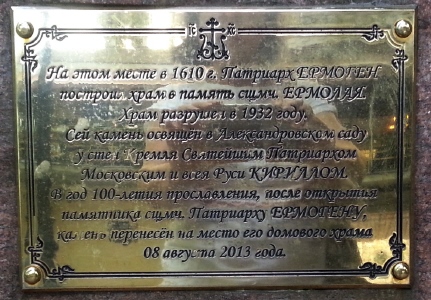 IC XC
На этом месте в 1610 г. Патриарх ЕРМОГЕН
построил храм в память сщмч. ЕРМОЛАЯ.
Храм разрушен в 1932 году.
Сей камень освящён в Александровском саду
у стен Кремля Святейшим Патриархом
Московским и всея Руси КИРИЛЛОМ.
В год 100-летия прославления, после открытия
памятника сщмч. Патриарху ЕРМОГЕНУ,
камень перенесён на место его домового храма
08 августа 2013 года.